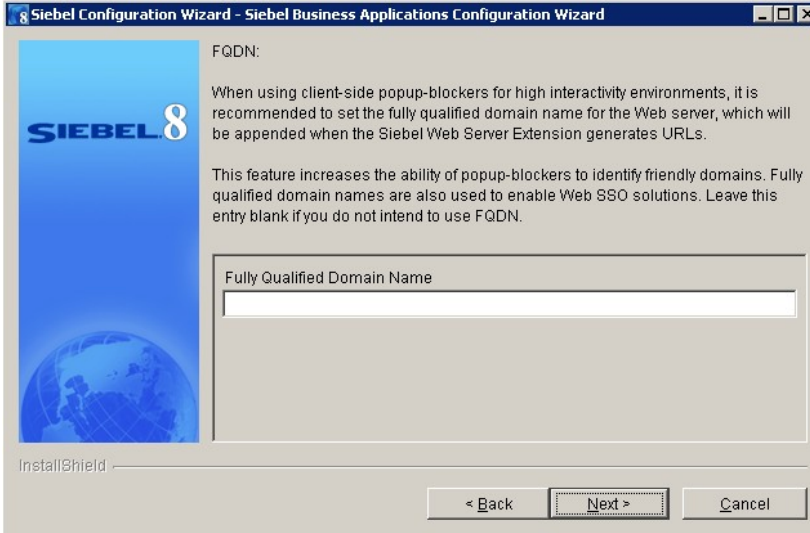 8 Siebel Configuration Wizard - Siebel Business Applications Configuration Wizard
SIEBEL. 8
FQDN:
When using client-side popup-blockers for high interactivity environments, it is
recommended to set the fully qualified domain name for the Web server, which will
be appended when the Siebel Web Server Extension generates URLs.
This feature increases the ability of popup-blockers to identify friendly domains. Fully
qualified domain names are also used to enable Web SSO solutions. Leave this
entry blank if you do not intend to use FQDN.
Fully Qualified Domain Name
InstallShield
< Back
Next >
Cancel